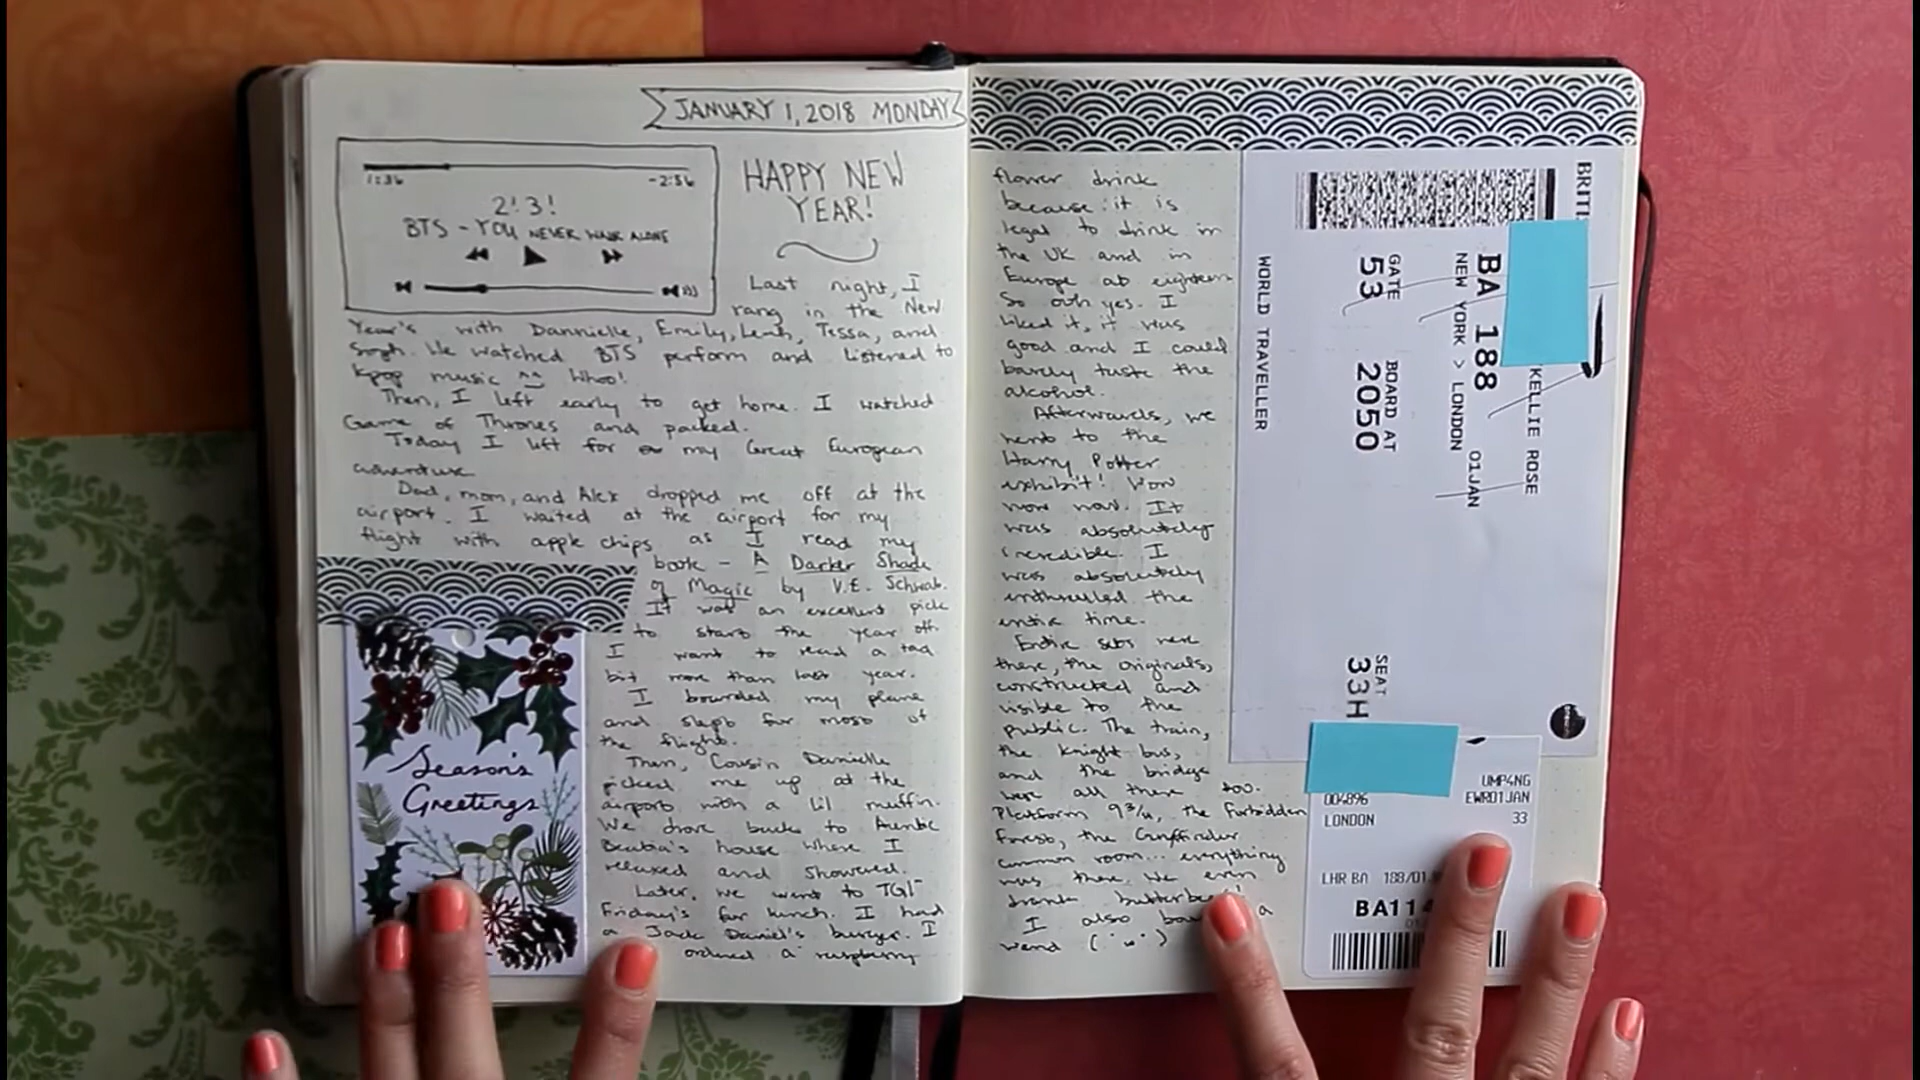 JANUARY 1, 2018 MONDAY
1:36 -2:56
2! 3!
BTS - YOU NEVER WALK ALONE
HAPPY NEW
YEAR!
Last night, I
rang in the New
Year's with Dannielle, Emily, Leah, Tessa, and
We watched BTS perform and listened to
kpop music ^^ Whoo!
Then, I left early to get home. I watched
Game of Thrones and packed.
Today I left for my Great European
adventure
Dad, mom, and Alex dropped me off at the
airport. I waited at the airport for my
flight with apple chips as I read my
book - A Darker Shade
of Magic by V.E. Schwab.
It was an excellent pick
to start the year off.
I want to read a tad
bit more than last year.
I boarded my plane
and slept for most of
the flight.
Then, Cousin Danielle
picked me up at the
airport with a lil muffin.
We drove back to Auntie
house where I
relaxed and showered.
Later, we went to TGI
Friday's for lunch. I had
a Jack Daniel's burger. I
ordered a raspberry
Season's
Greetings
flower drink
because it is
legal to drink in
the UK and in
Europe at eighteen
so ooh yes. I
liked it, it was
good and I could
barely taste the
alcohol.
Afterwards, we
went to the
Harry Potter
exhibit! Wow
wow wow. It
was absolutely
incredible. I
was absolutely
enthralled the
entire time.
Entire sets were
there, the originals,
constructed and
visible to the
public. The train,
the knight bus,
and the bridge
were all there too.
Platform 9 3/4, the Forbidden
Forest, the Gryffindor
common room... everything
was there. We even
drank
I also a
wand
BRITI
KELLIE ROSE
BA 188 01JAN
NEW YORK > LONDON
GATE BOARD AT SEAT
53 2050 33H
WORLD TRAVELLER
UMP4NG
004896 EWR01JAN
LONDON 33
LHR BA 188/01
BA114